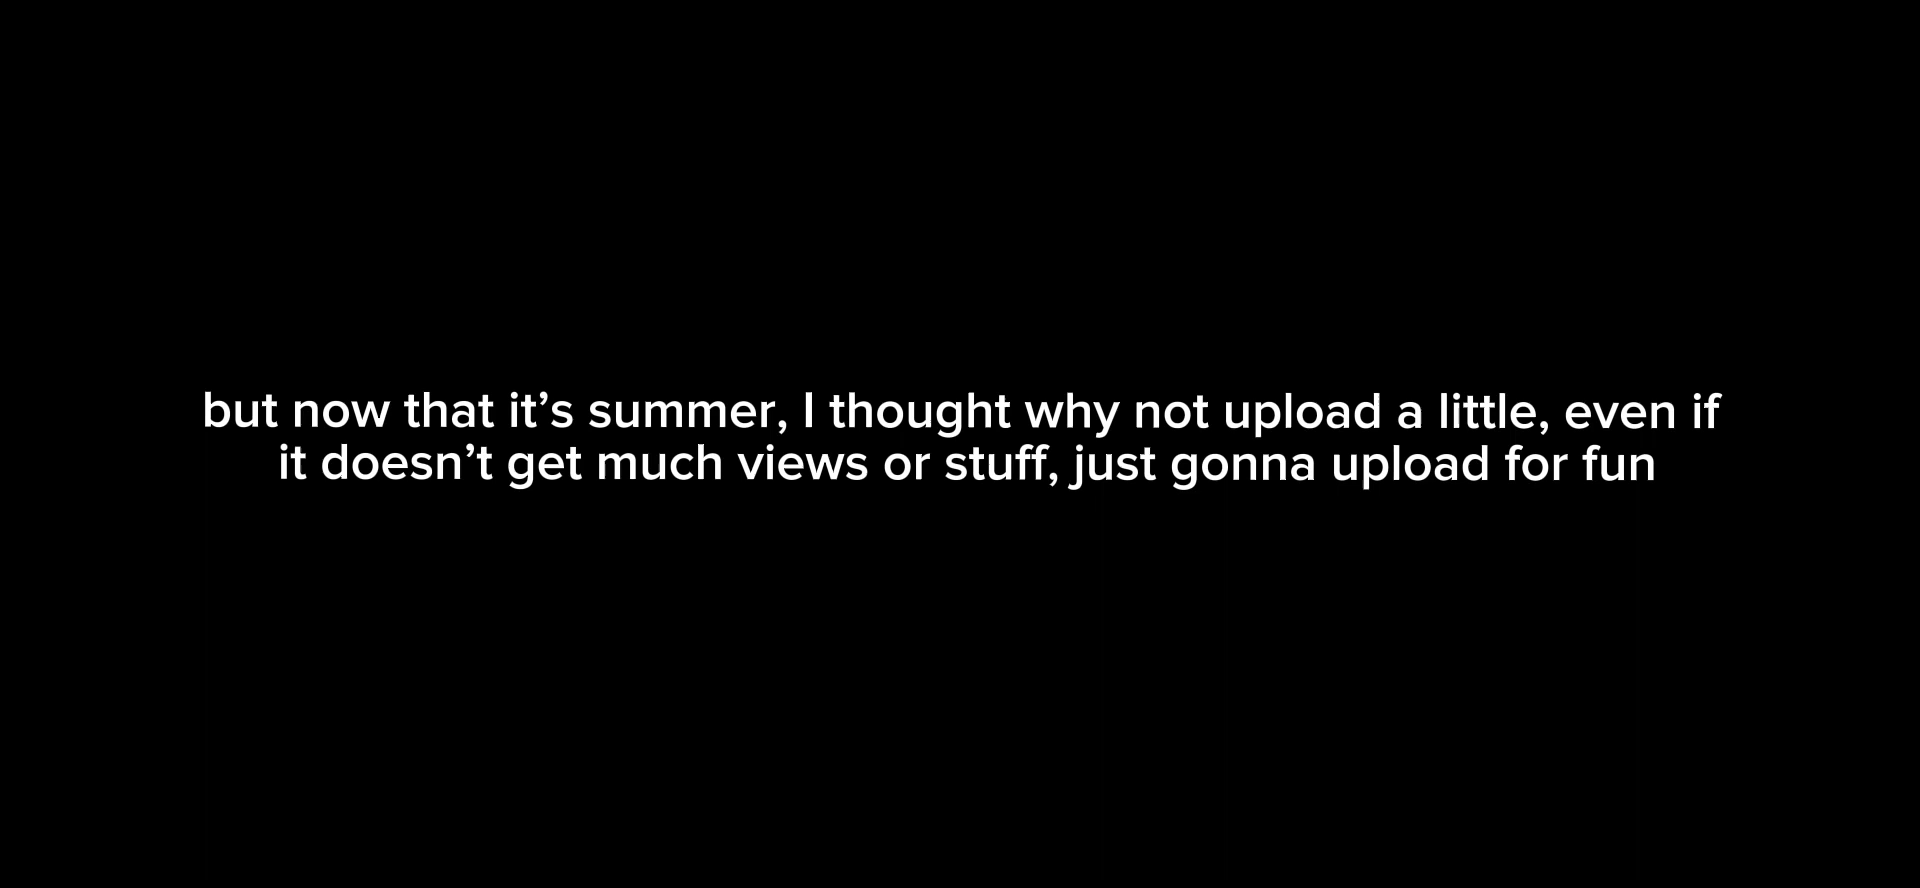 but now that it’s summer, I thought why not upload a little, even if
it doesn’t get much views or stuff, just gonna upload for fun